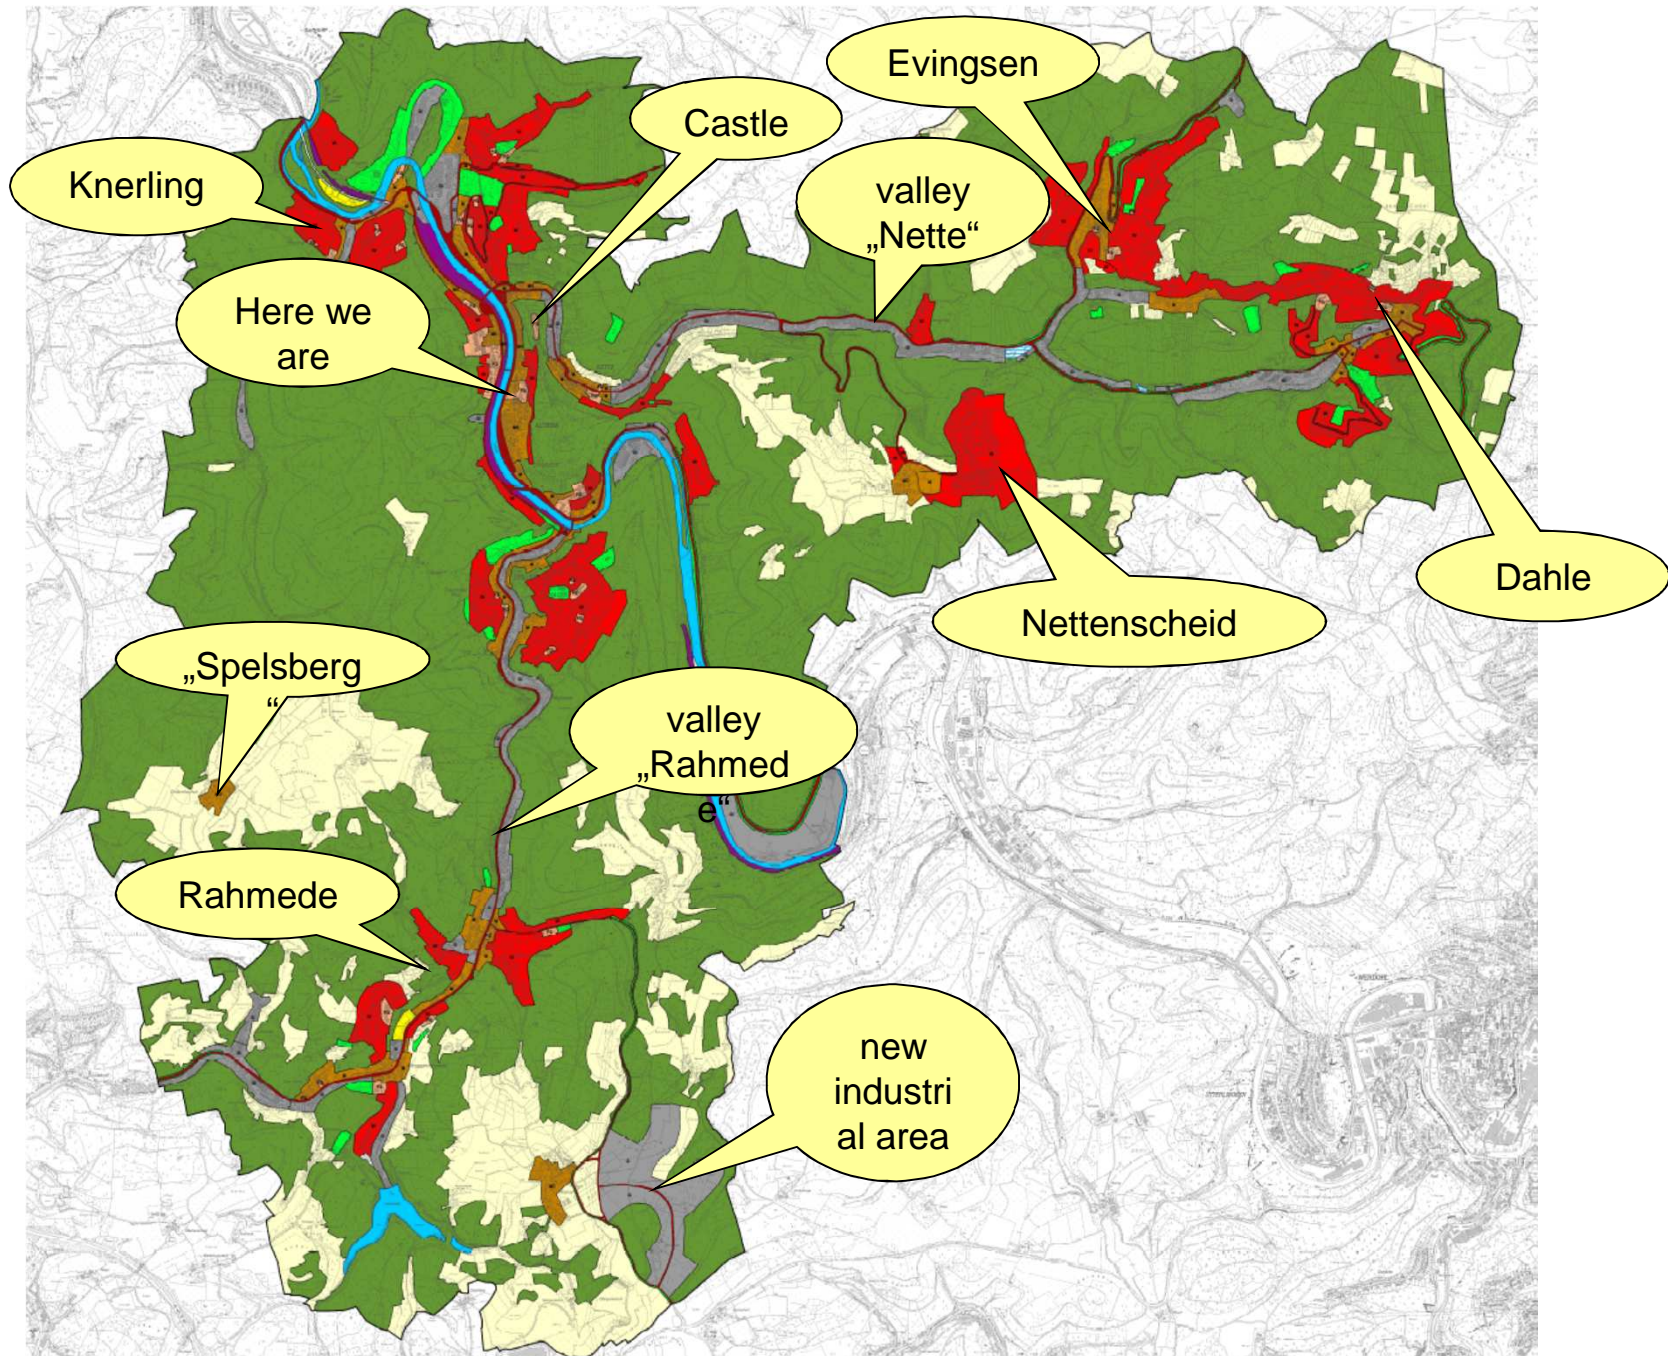 Evingsen
Castle
Knerling
valley
„Nette“
Here we
are
Dahle
Nettenscheid
„Spelsberg
“
valley
„Rahmed
e“
Rahmede
new
industri
al area